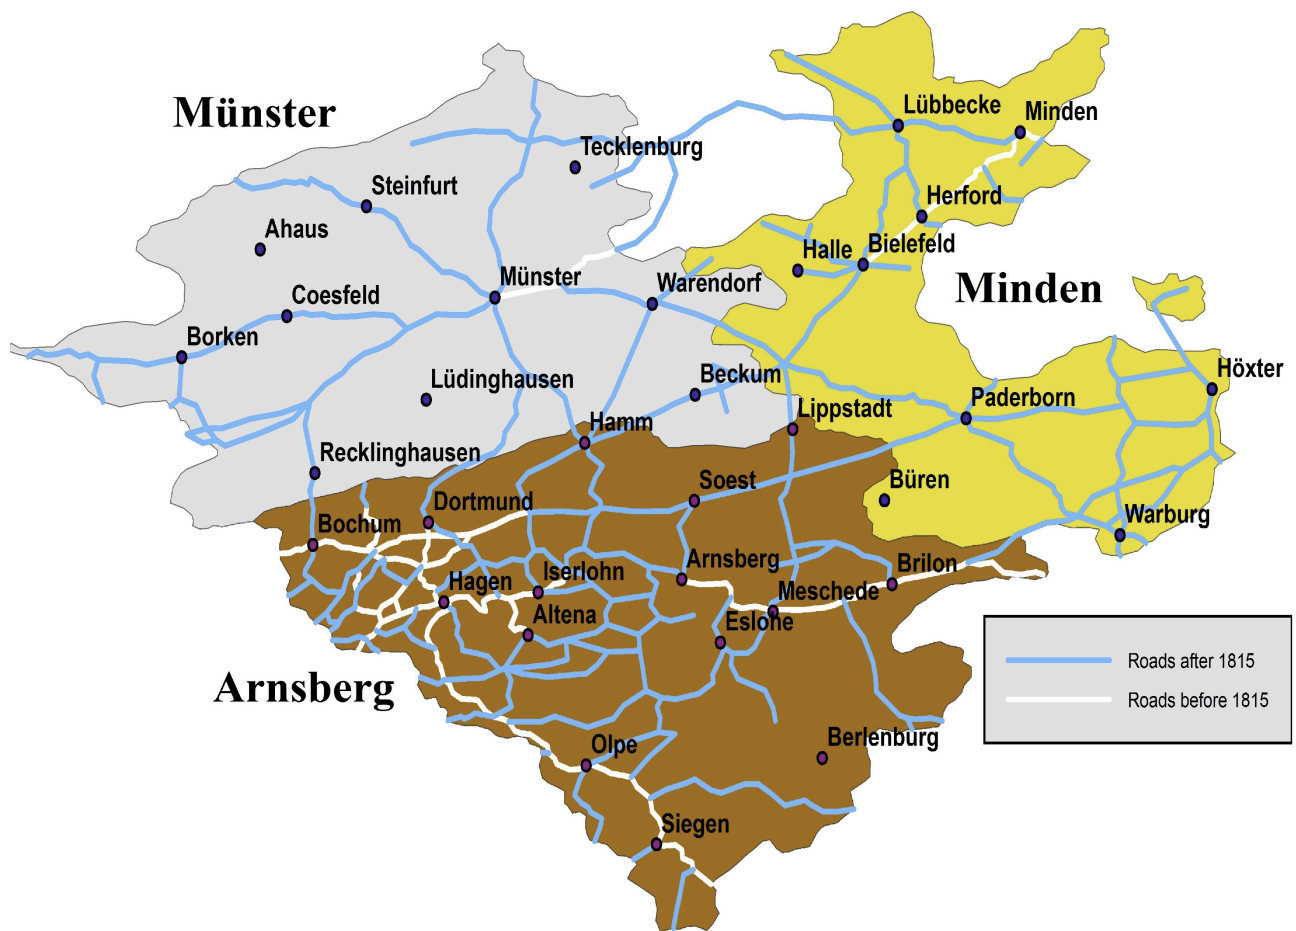 Münster
Lübbecke
Minden
Tecklenburg
Steinfurt
Herford
Ahaus
Halle
Bielefeld
Münster
Warendorf
Minden
Coesfeld
Borken
Höxter
Lüdinghausen
Beckum
Paderborn
Lippstadt
Hamm
Recklinghausen
Soest
Büren
Dortmund
Bochum
Warburg
Arnsberg
Brilon
Iserlohn
Hagen
Meschede
Altena
Eslohe
Arnsberg
Roads after 1815
Roads before 1815
Olpe
Berlenburg
Siegen